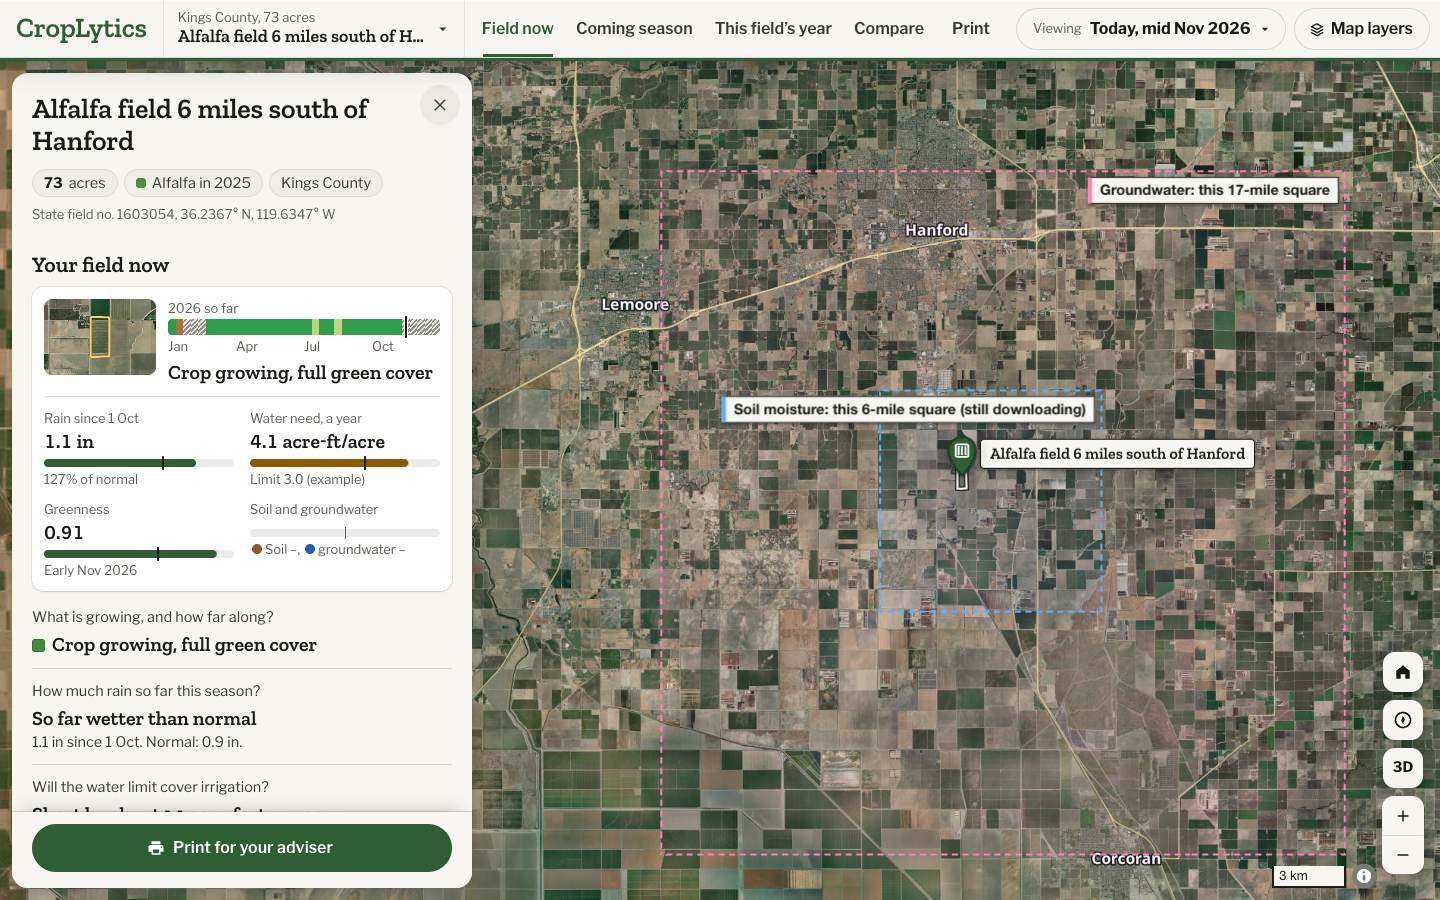 CropLytics
Kings County, 73 acres
Alfalfa field 6 miles south of H...
Field now
Coming season
This field's year
Compare
Print
Viewing Today, mid Nov 2026
Map layers
Alfalfa field 6 miles south of
Hanford
73 acres
Alfalfa in 2025
Kings County
State field no. 1603054, 36.2367° N, 119.6347° W
Your field now
2026 so far
Jan Apr Jul Oct
Crop growing, full green cover
Rain since 1 Oct
1.1 in
127% of normal
Water need, a year
4.1 acre-ft/acre
Limit 3.0 (example)
Greenness
0.91
Early Nov 2026
Soil and groundwater
Soil –, groundwater –
What is growing, and how far along?
Crop growing, full green cover
How much rain so far this season?
So far wetter than normal
1.1 in since 1 Oct. Normal: 0.9 in.
Will the water limit cover irrigation?
Print for your adviser
Groundwater: this 17-mile square
Hanford
Lemoore
Soil moisture: this 6-mile square (still downloading)
Alfalfa field 6 miles south of Hanford
Corcoran
3D
+
−
3 km